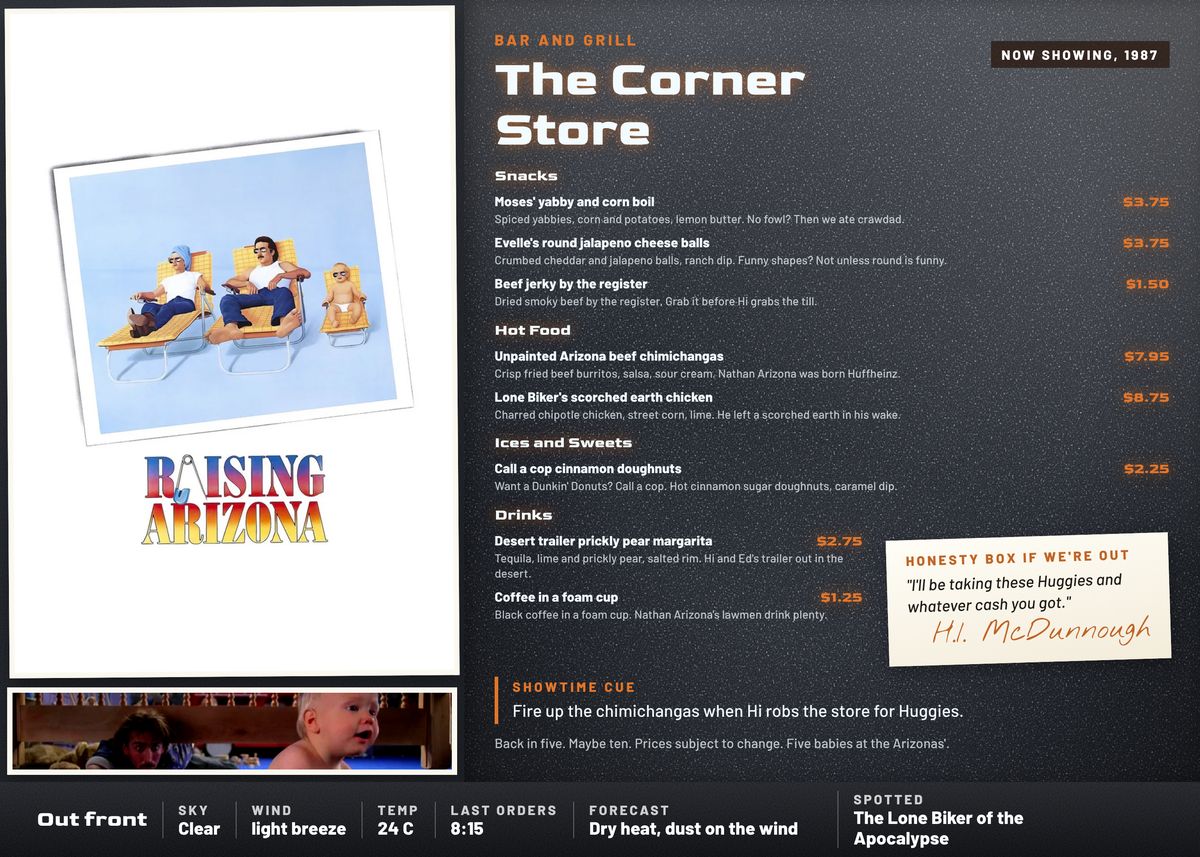 RAISING
ARIZONA
BAR AND GRILL
The Corner
Store
NOW SHOWING, 1987
Snacks
Moses' yabby and corn boil $3.75
Spiced yabbies, corn and potatoes, lemon butter. No fowl? Then we ate crawdad.
Evelle's round jalapeno cheese balls $3.75
Crumbed cheddar and jalapeno balls, ranch dip. Funny shapes? Not unless round is funny.
Beef jerky by the register $1.50
Dried smoky beef by the register, Grab it before Hi grabs the till.
Hot Food
Unpainted Arizona beef chimichangas $7.95
Crisp fried beef burritos, salsa, sour cream. Nathan Arizona was born Huffheinz.
Lone Biker's scorched earth chicken $8.75
Charred chipotle chicken, street corn, lime. He left a scorched earth in his wake.
Ices and Sweets
Call a cop cinnamon doughnuts $2.25
Want a Dunkin' Donuts? Call a cop. Hot cinnamon sugar doughnuts, caramel dip.
Drinks
Desert trailer prickly pear margarita $2.75
Tequila, lime and prickly pear, salted rim. Hi and Ed's trailer out in the
desert.
Coffee in a foam cup $1.25
Black coffee in a foam cup. Nathan Arizona's lawmen drink plenty.
HONESTY BOX IF WE'RE OUT
"I'll be taking these Huggies and
whatever cash you got."
H.I. McDunnough
SHOWTIME CUE
Fire up the chimichangas when Hi robs the store for Huggies.
Back in five. Maybe ten. Prices subject to change. Five babies at the Arizonas'.
Out front
SKY
Clear
WIND
light breeze
TEMP
24 C
LAST ORDERS
8:15
FORECAST
Dry heat, dust on the wind
SPOTTED
The Lone Biker of the
Apocalypse